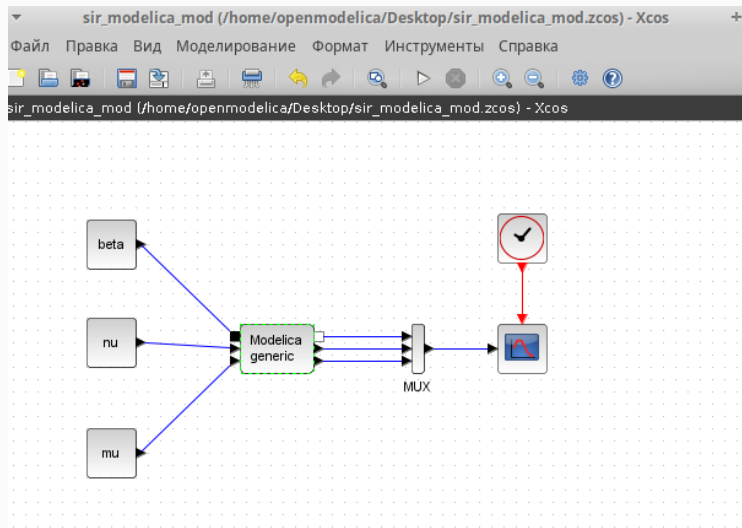 sir_modelica_mod (/home/openmodelica/Desktop/sir_modelica_mod.zcos) - Xcos
Файл Правка Вид Моделирование Формат Инструменты Справка
sir_modelica_mod (/home/openmodelica/Desktop/sir_modelica_mod.zcos) - Xcos
beta
nu
Modelica
generic
MUX
mu